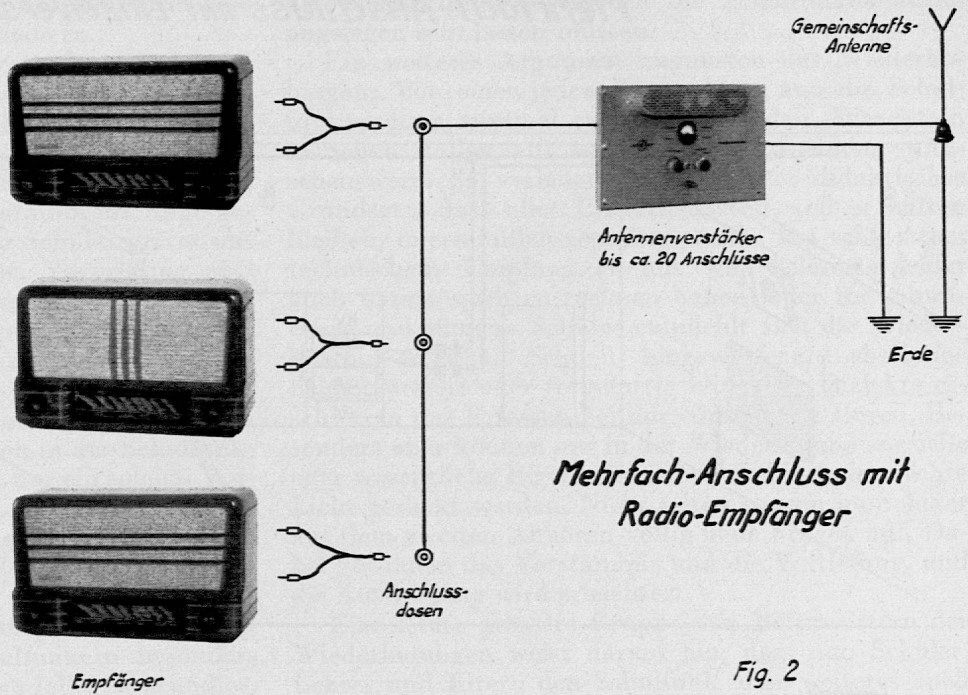 Gemeinschafts-
Antenne
Antennenverstärker
bis ca. 20 Anschlüsse
Erde
Mehrfach-Anschluss mit
Radio-Empfänger
Anschluss-
dosen
Empfänger
Fig. 2